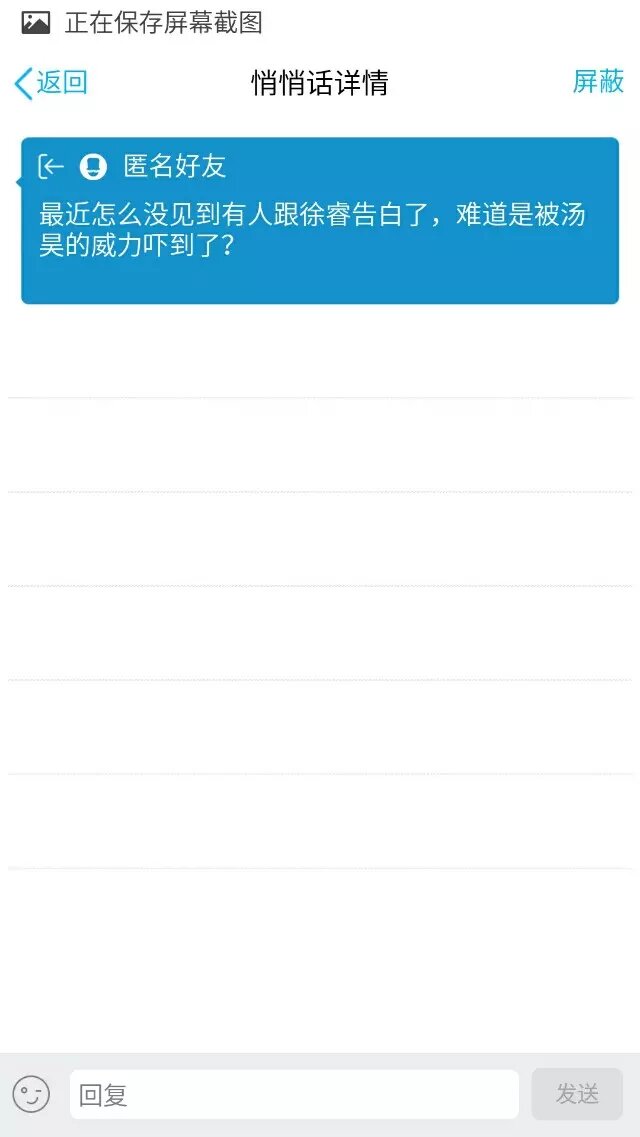 正在保存屏幕截图
返回
悄悄话详情
屏蔽
匿名好友
最近怎么没见到有人跟徐睿告白了，难道是被汤
昊的威力吓到了？
回复
发送